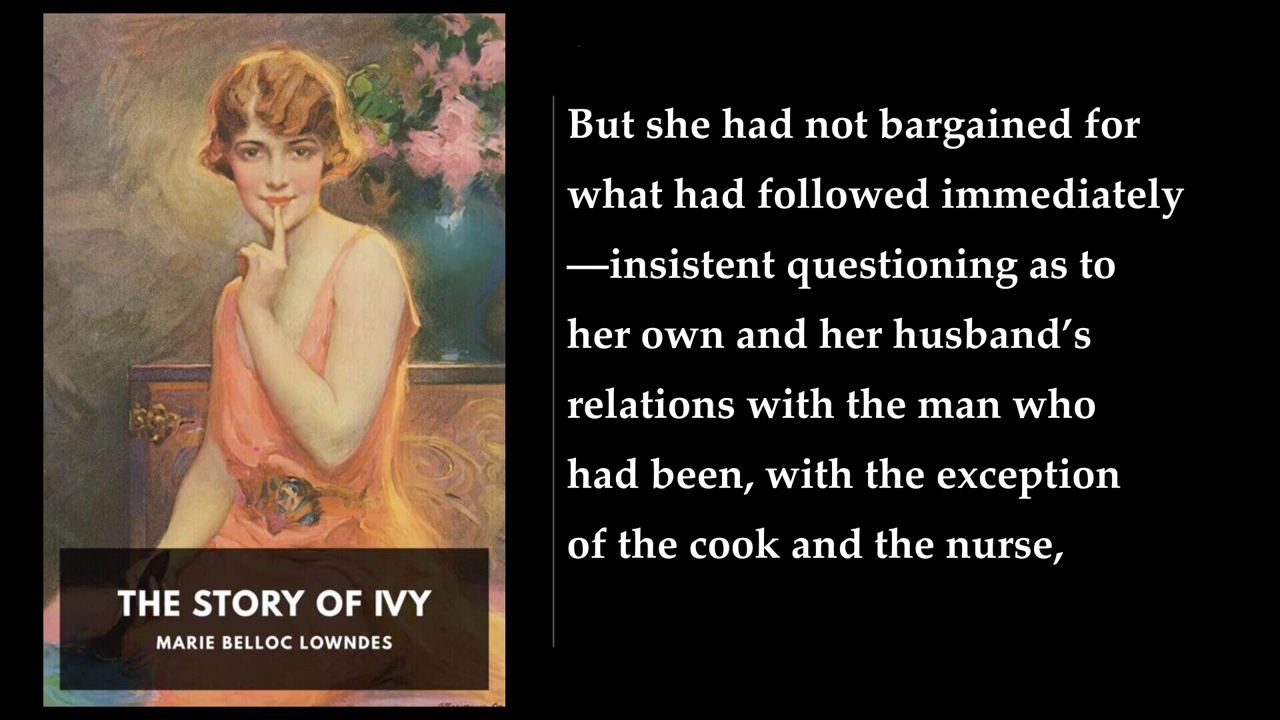 THE STORY OF IVY
MARIE BELLOC LOWNDES
But she had not bargained for
what had followed immediately
—insistent questioning as to
her own and her husband’s
relations with the man who
had been, with the exception
of the cook and the nurse,